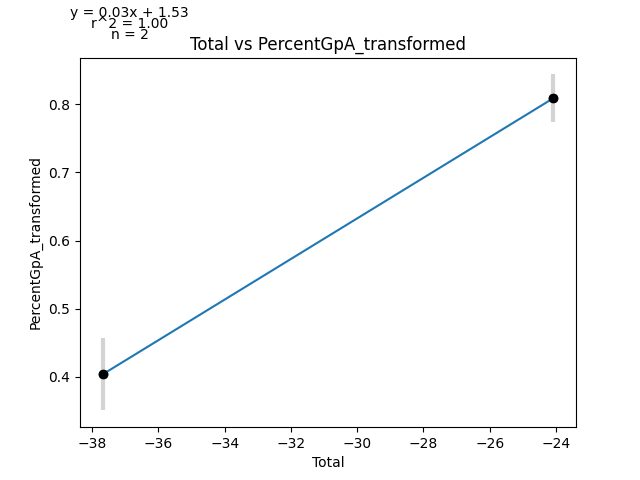 y = 0.03x + 1.53
r^2 = 1.00
n = 2
Total vs PercentGpA_transformed
PercentGpA_transformed
0.8
0.7
0.6
0.5
0.4
−38 −36 −34 −32 −30 −28 −26 −24
Total